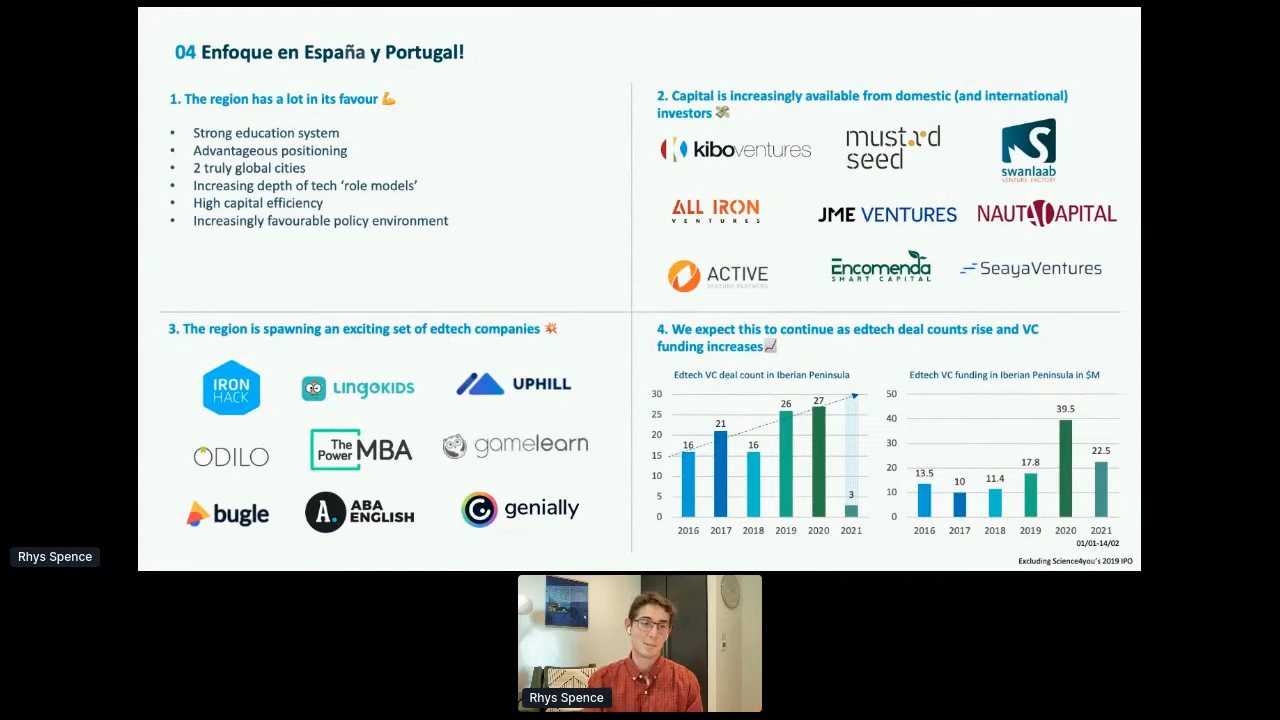 04 Enfoque en España y Portugal!
1. The region has a lot in its favour 💪
• Strong education system
• Advantageous positioning
• 2 truly global cities
• Increasing depth of tech ‘role models’
• High capital efficiency
• Increasingly favourable policy environment
2. Capital is increasingly available from domestic (and international)
investors 💸
kiboventures
mustard
seed
swanlaab
VENTURE FACTORY
ALL IRON
VENTURES
JME VENTURES
NAUTACAPITAL
ACTIVE
VENTURE PARTNERS
Encomenda
SMART CAPITAL
SeayaVentures
3. The region is spawning an exciting set of edtech companies 💥
IRON
HACK
LINGOKIDS
UPHILL
ODILO
The
Power MBA
gamelearn
bugle
A.
ABA
ENGLISH
genially
4. We expect this to continue as edtech deal counts rise and VC
funding increases 📈
Edtech VC deal count in Iberian Peninsula
30
25
20
15
10
5
0
16
21
16
26
27
3
2016 2017 2018 2019 2020 2021
Edtech VC funding in Iberian Peninsula in $M
50
40
30
20
10
0
13.5
10
11.4
17.8
39.5
22.5
2016 2017 2018 2019 2020 2021
01/01-14/02
Excluding Science4you's 2019 IPO
Rhys Spence
Rhys Spence